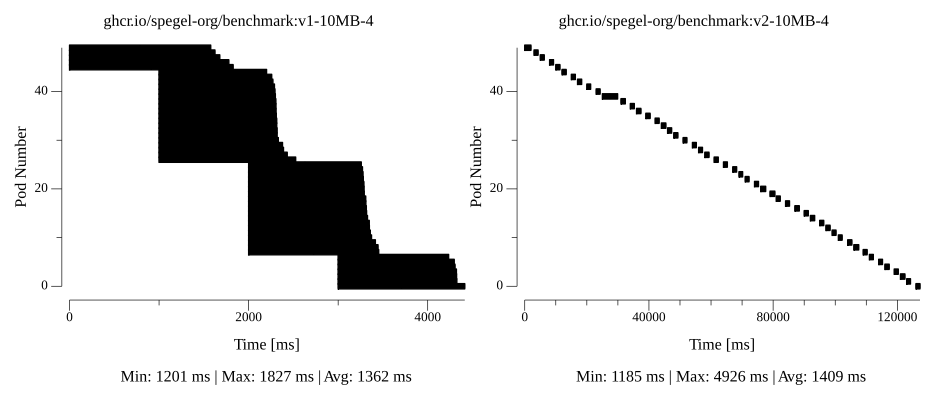 ghcr.io/spegel-org/benchmark:v1-10MB-4
Pod Number
40
20
0
0
2000
4000
Time [ms]
Min: 1201 ms | Max: 1827 ms | Avg: 1362 ms
ghcr.io/spegel-org/benchmark:v2-10MB-4
Pod Number
40
20
0
0
40000
80000
120000
Time [ms]
Min: 1185 ms | Max: 4926 ms | Avg: 1409 ms